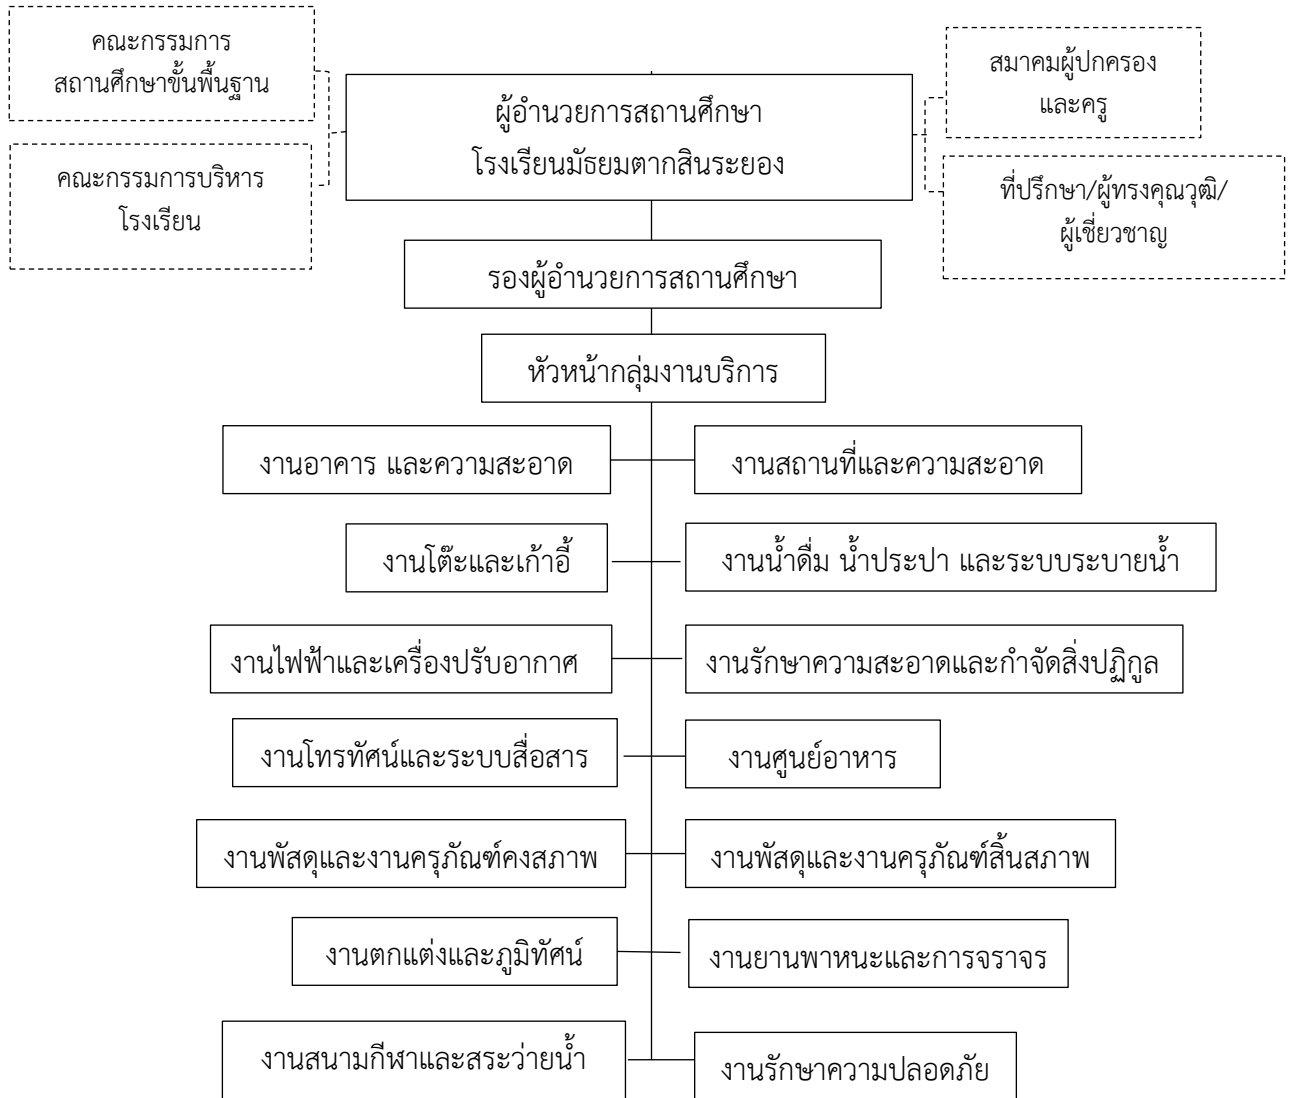 คณะกรรมการ
สถานศึกษาขั้นพื้นฐาน
สมาคมผู้ปกครอง
และครู
ผู้อำนวยการสถานศึกษา
โรงเรียนมัธยมตากสินระยอง
คณะกรรมการบริหาร
โรงเรียน
ที่ปรึกษา/ผู้ทรงคุณวุฒิ/
ผู้เชี่ยวชาญ
รองผู้อำนวยการสถานศึกษา
หัวหน้ากลุ่มงานบริการ
งานอาคาร และความสะอาด
งานสถานที่และความสะอาด
งานโต๊ะและเก้าอี้
งานน้ำดื่ม น้ำประปา และระบบระบายน้ำ
งานไฟฟ้าและเครื่องปรับอากาศ
งานรักษาความสะอาดและกำจัดสิ่งปฏิกูล
งานโทรทัศน์และระบบสื่อสาร
งานศูนย์อาหาร
งานพัสดุและงานครุภัณฑ์คงสภาพ
งานพัสดุและงานครุภัณฑ์สิ้นสภาพ
งานตกแต่งและภูมิทัศน์
งานยานพาหนะและการจราจร
งานสนามกีฬาและสระว่ายน้ำ
งานรักษาความปลอดภัย